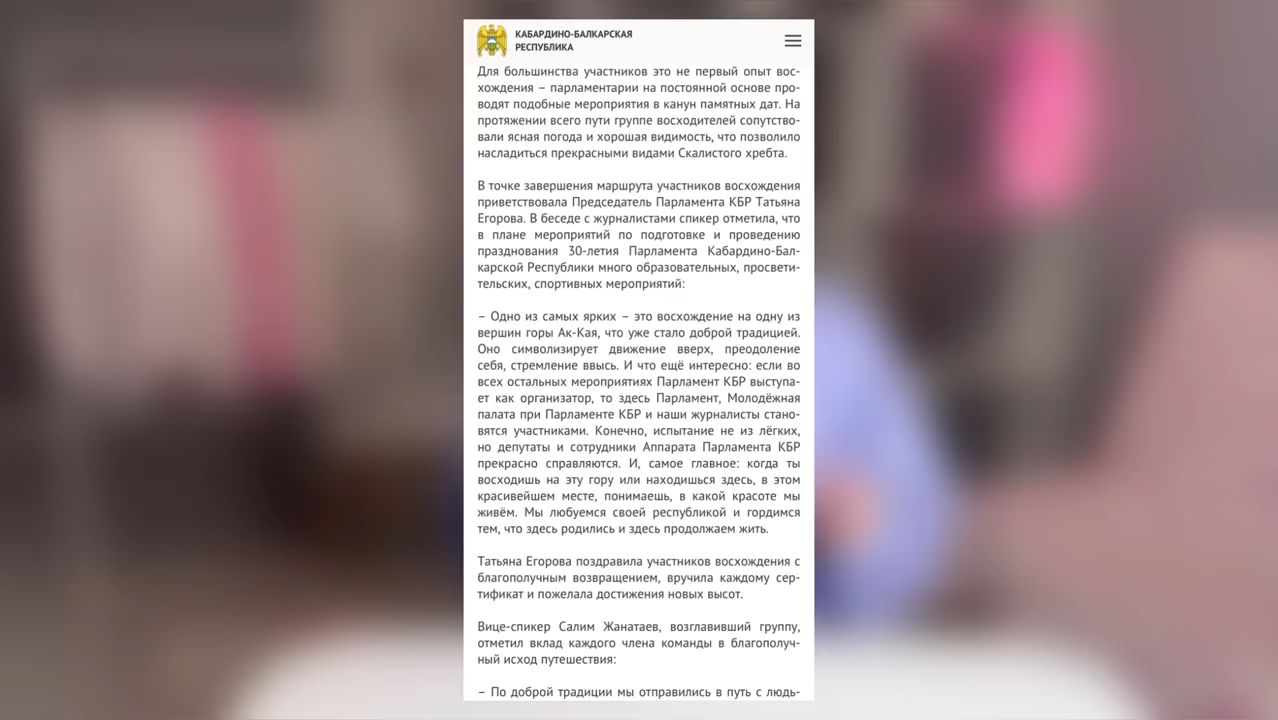 КАБАРДИНО-БАЛКАРСКАЯ
РЕСПУБЛИКА
Для большинства участников это не первый опыт вос-
хождения – парламентарии на постоянной основе про-
водят подобные мероприятия в канун памятных дат. На
протяжении всего пути группе восходителей сопутство-
вали ясная погода и хорошая видимость, что позволило
насладиться прекрасными видами Скалистого хребта.
В точке завершения маршрута участников восхождения
приветствовала Председатель Парламента КБР Татьяна
Егорова. В беседе с журналистами спикер отметила, что
в плане мероприятий по подготовке и проведению
празднования 30-летия Парламента Кабардино-Бал-
карской Республики много образовательных, просвети-
тельских, спортивных мероприятий:
– Одно из самых ярких – это восхождение на одну из
вершин горы Ак-Кая, что уже стало доброй традицией.
Оно символизирует движение вверх, преодоление
себя, стремление ввысь. И что ещё интересно: если во
всех остальных мероприятиях Парламент КБР выступа-
ет как организатор, то здесь Парламент, Молодёжная
палата при Парламенте КБР и наши журналисты стано-
вятся участниками. Конечно, испытание не из лёгких,
но депутаты и сотрудники Аппарата Парламента КБР
прекрасно справляются. И, самое главное: когда ты
восходишь на эту гору или находишься здесь, в этом
красивейшем месте, понимаешь, в какой красоте мы
живём. Мы любуемся своей республикой и гордимся
тем, что здесь родились и здесь продолжаем жить.
Татьяна Егорова поздравила участников восхождения с
благополучным возвращением, вручила каждому сер-
тификат и пожелала достижения новых высот.
Вице-спикер Салим Жанатаев, возглавивший группу,
отметил вклад каждого члена команды в благополуч-
ный исход путешествия:
– По доброй традиции мы отправились в путь с людь-